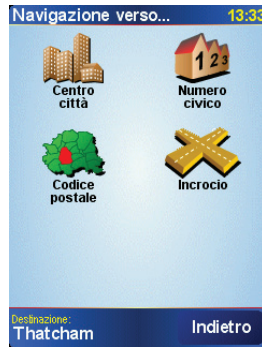 Navigazione verso... 13:33
Centro
città
1 2 3
Numero
civico
Codice
postale
Incrocio
Destinazione:
Thatcham
Indietro